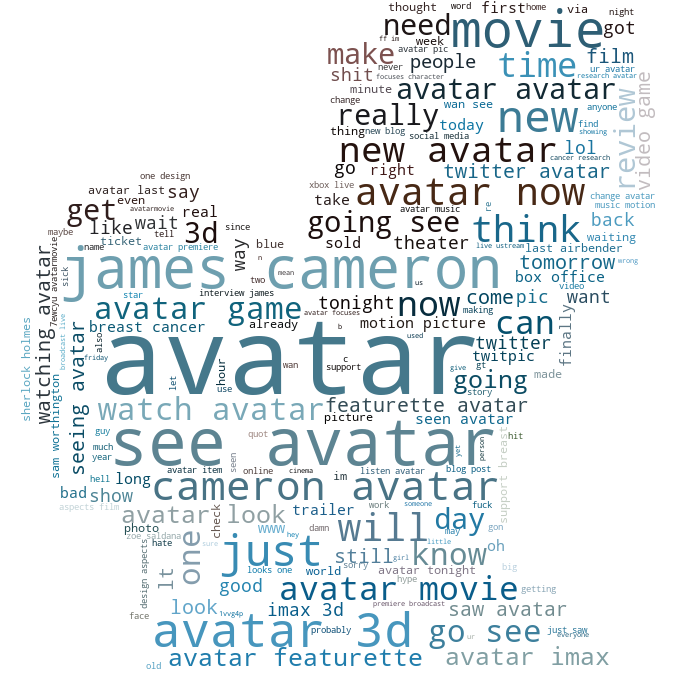 thought word first home via night
need movie got
ff im avatar pic week
make people time film
never focuses character ur avatar research avatar
shit avatar avatar
minute wan see anyone
change really new review video game
thing new blog social media today find showing
new avatar lol cancer research
one design go right twitter avatar
avatar last say xbox live avatar now change avatar
even get avatarmovie real take avatar music re music motion
like wait 3d since going see think back
maybe tell way blue sold theater live ustream last airbender waiting
name ticket avatar premiere n us tomorrow wrong
sick james cameron mean box office
two video
watching avatar 7ewcyu avatarmovie star interview james tonight now making come pic want
broadcast live avatar game avatar focuses
breast cancer already b motion picture can
sherlock holmes also used twitter finally
friday avatar wan c support gt twitpic
let hour use give going made
seeing avatar sam worthington story
watch avatar featurette avatar
guy picture seen avatar
much see avatar quot yet person hit
year seen
hell avatar item online cinema listen avatar blog post
bad show long cameron avatar im support breast
aspects film avatar look trailer work someone fuck
photo check www damn will may day gon
zoe saldana hey little
hate sure just still know oh
design aspects one looks one world sorry girl avatar tonight big
lt good avatar movie hype getting
look 1vvg4p imax 3d premiere broadcast saw avatar
face avatar 3d probably go see just saw
ur everyone
old avatar featurette avatar imax